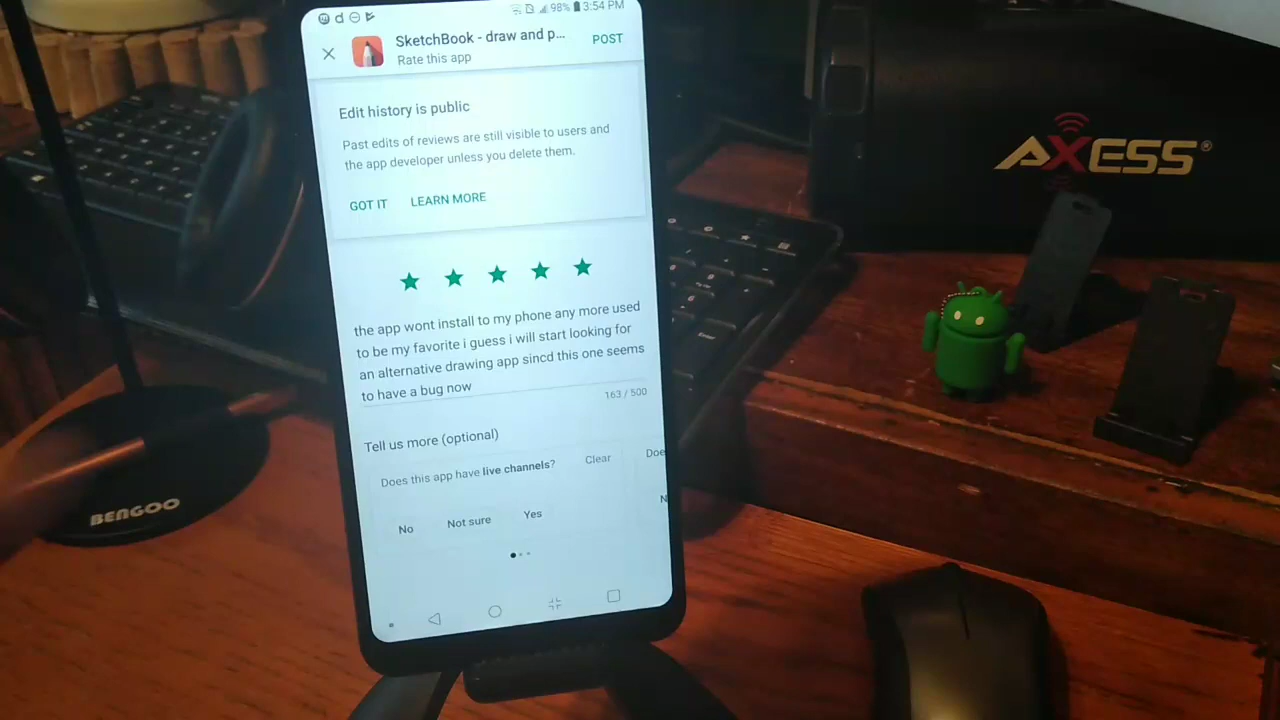 98% 3:54 PM
SketchBook - draw and p...
Rate this app
POST
Edit history is public
Past edits of reviews are still visible to users and
the app developer unless you delete them.
GOT IT LEARN MORE
the app wont install to my phone any more used
to be my favorite i guess i will start looking for
an alternative drawing app sincd this one seems
to have a bug now
163 / 500
Tell us more (optional)
Does this app have live channels? Clear
Doe
No Not sure Yes
N
AXESS®
BENGOO